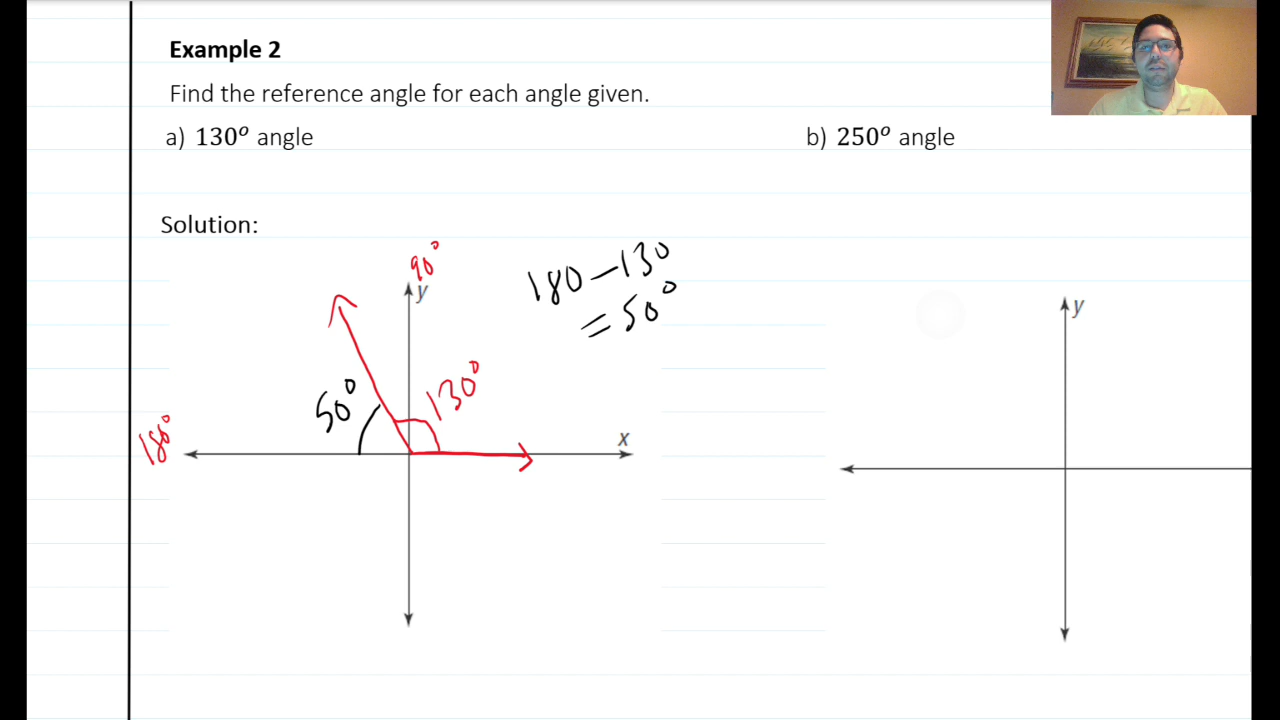 Example 2
Find the reference angle for each angle given.
a) 130° angle
b) 250° angle
Solution:
90°
y
180 – 130
= 50°
50°
130°
180°
x
y